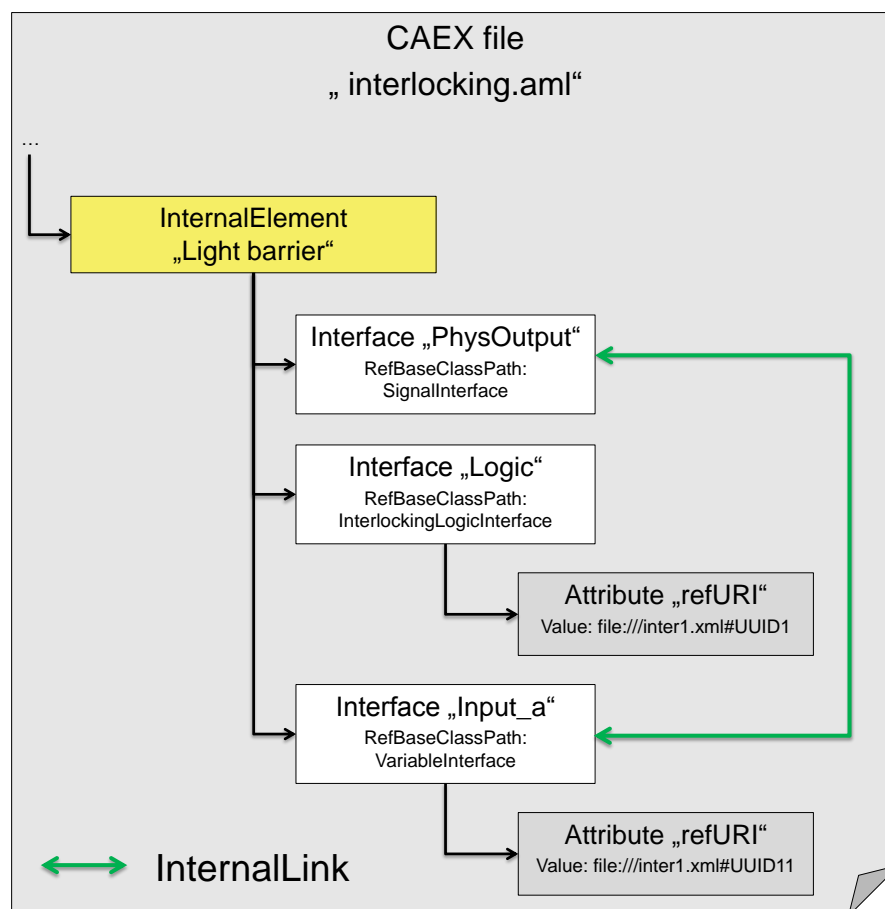 CAEX file
„ interlocking.aml“
...
InternalElement
„Light barrier“
Interface „PhysOutput“
RefBaseClassPath:
SignalInterface
Interface „Logic“
RefBaseClassPath:
InterlockingLogicInterface
Attribute „refURI“
Value: file:///inter1.xml#UUID1
Interface „Input_a“
RefBaseClassPath:
VariableInterface
Attribute „refURI“
Value: file:///inter1.xml#UUID11
InternalLink